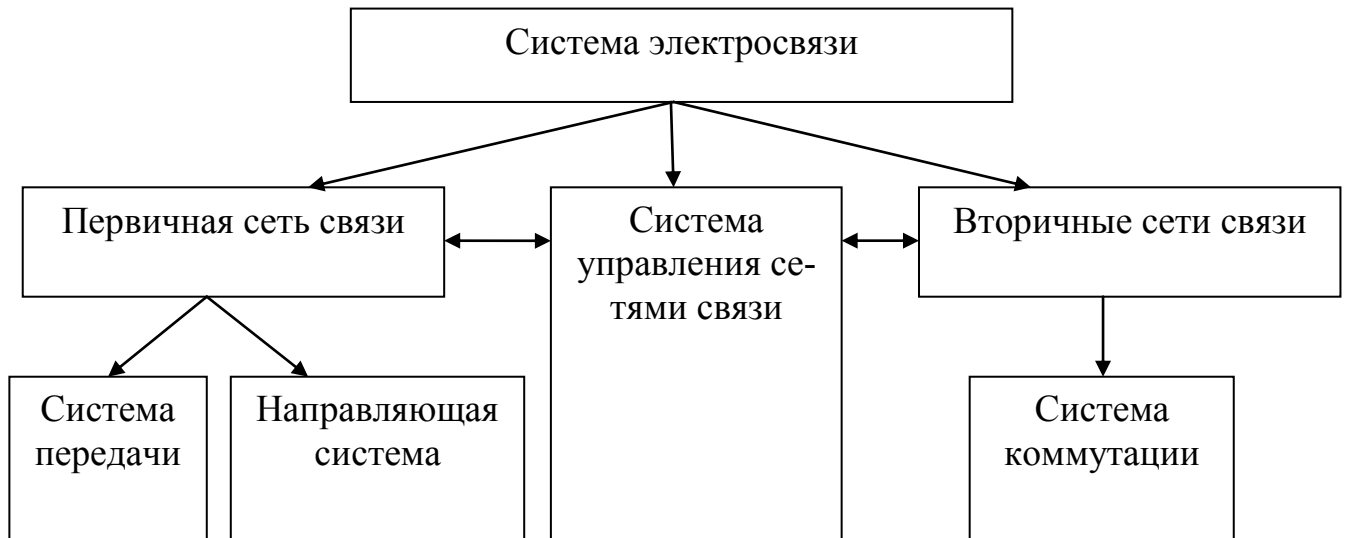 Система электросвязи
Первичная сеть связи
Система
управления се-
тями связи
Вторичные сети связи
Система
передачи
Направляющая
система
Система
коммутации